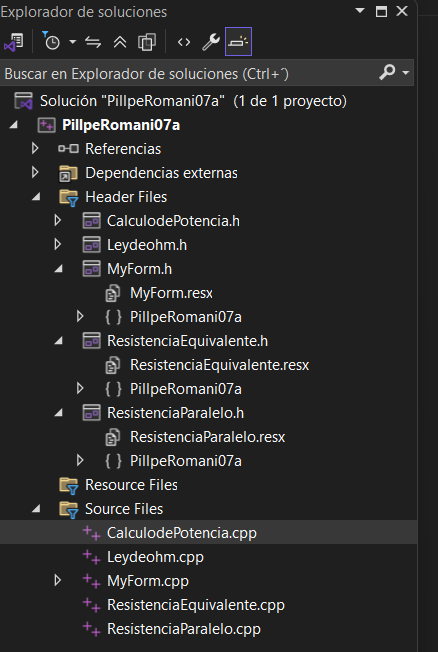 Explorador de soluciones
Buscar en Explorador de soluciones (Ctrl+´)
Solución "PillpeRomani07a" (1 de 1 proyecto)
PillpeRomani07a
Referencias
Dependencias externas
Header Files
CalculodePotencia.h
Leydeohm.h
MyForm.h
MyForm.resx
{ } PillpeRomani07a
ResistenciaEquivalente.h
ResistenciaEquivalente.resx
{ } PillpeRomani07a
ResistenciaParalelo.h
ResistenciaParalelo.resx
{ } PillpeRomani07a
Resource Files
Source Files
CalculodePotencia.cpp
Leydeohm.cpp
MyForm.cpp
ResistenciaEquivalente.cpp
ResistenciaParalelo.cpp